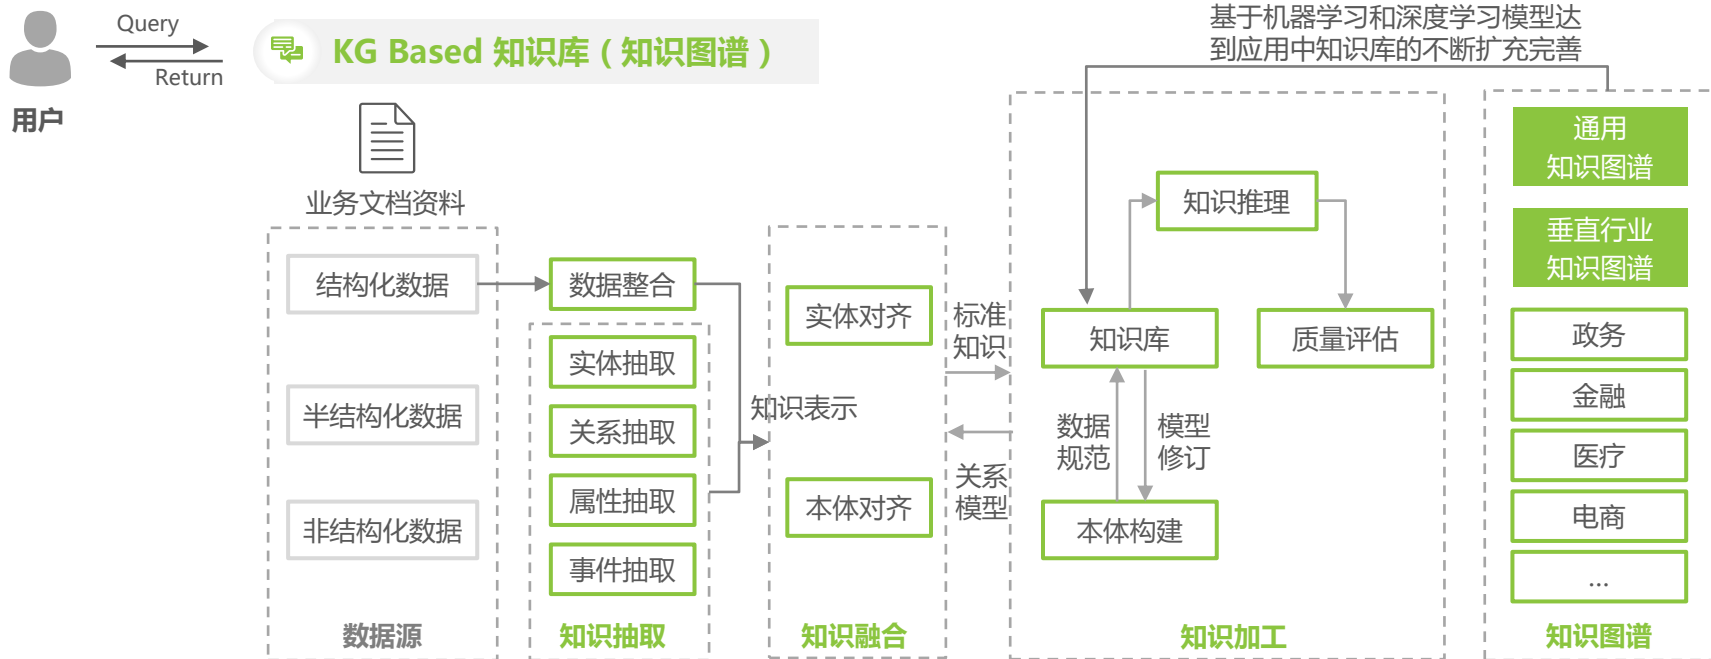 Query
Return
用户
KG Based 知识库（知识图谱）
基于机器学习和深度学习模型达
到应用中知识库的不断扩充完善
业务文档资料
结构化数据
半结构化数据
非结构化数据
数据源
数据整合
实体抽取
关系抽取
属性抽取
事件抽取
知识抽取
知识表示
实体对齐
本体对齐
知识融合
标准
知识
关系
模型
知识推理
知识库
质量评估
数据
规范
模型
修订
本体构建
知识加工
通用
知识图谱
垂直行业
知识图谱
政务
金融
医疗
电商
...
知识图谱